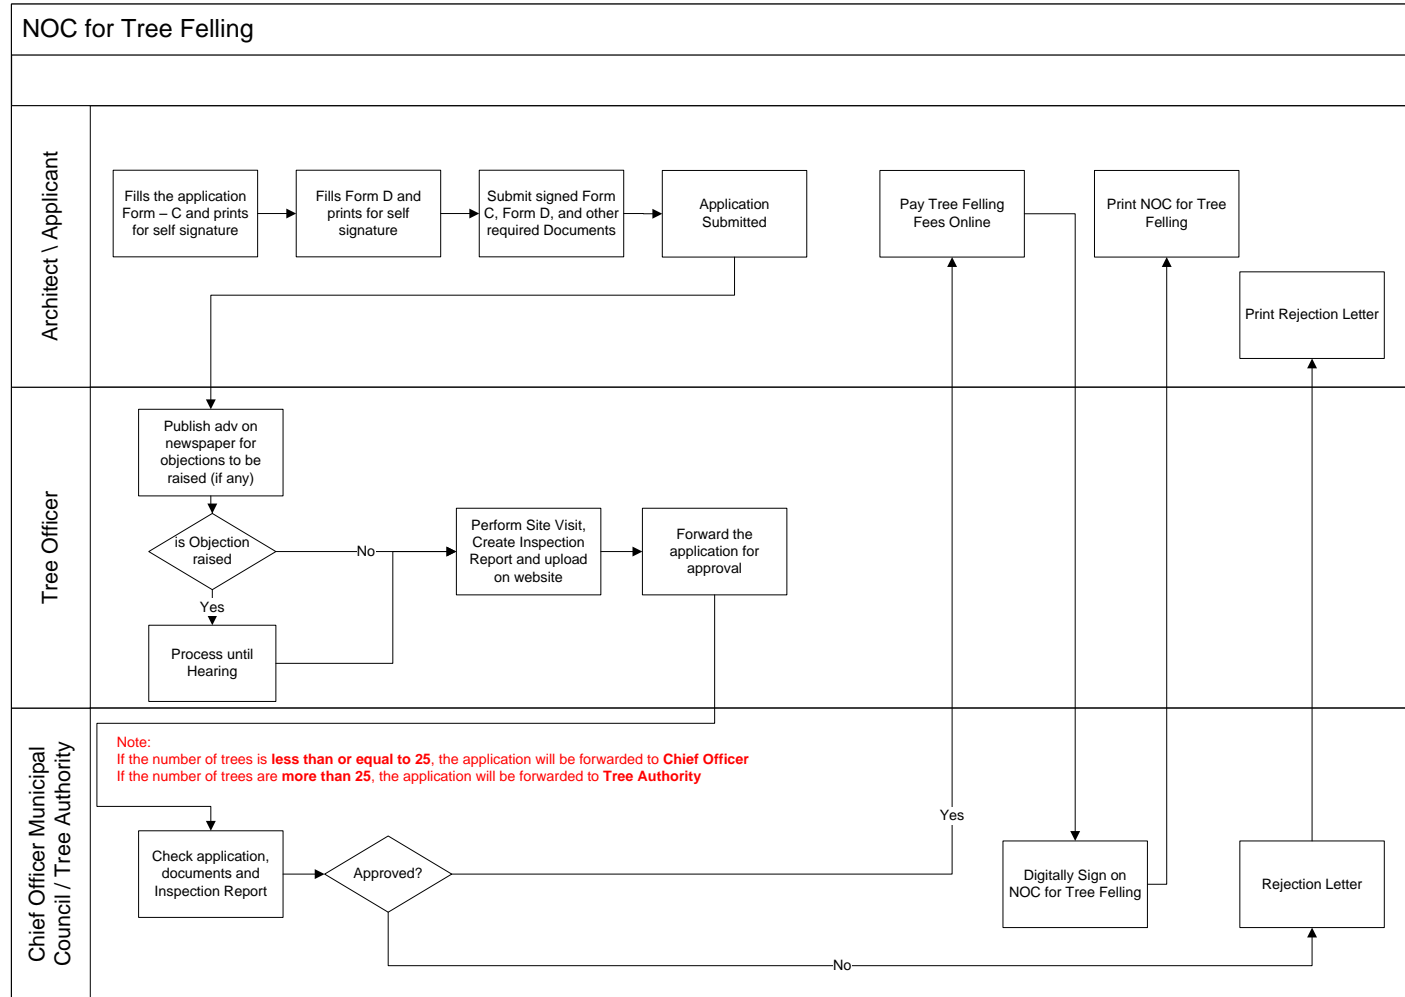 NOC for Tree Felling
Architect \ Applicant
Fills the application
Form – C and prints
for self signature
Fills Form D and
prints for self
signature
Submit signed Form
C, Form D, and other
required Documents
Application
Submitted
Pay Tree Felling
Fees Online
Print NOC for Tree
Felling
Print Rejection Letter
Tree Officer
Publish adv on
newspaper for
objections to be
raised (if any)
is Objection
raised
No
Yes
Process until
Hearing
Perform Site Visit,
Create Inspection
Report and upload
on website
Forward the
application for
approval
Chief Officer Municipal
Council / Tree Authority
Note:
If the number of trees is less than or equal to 25, the application will be forwarded to Chief Officer
If the number of trees are more than 25, the application will be forwarded to Tree Authority
Check application,
documents and
Inspection Report
Approved?
Yes
No
Digitally Sign on
NOC for Tree Felling
Rejection Letter